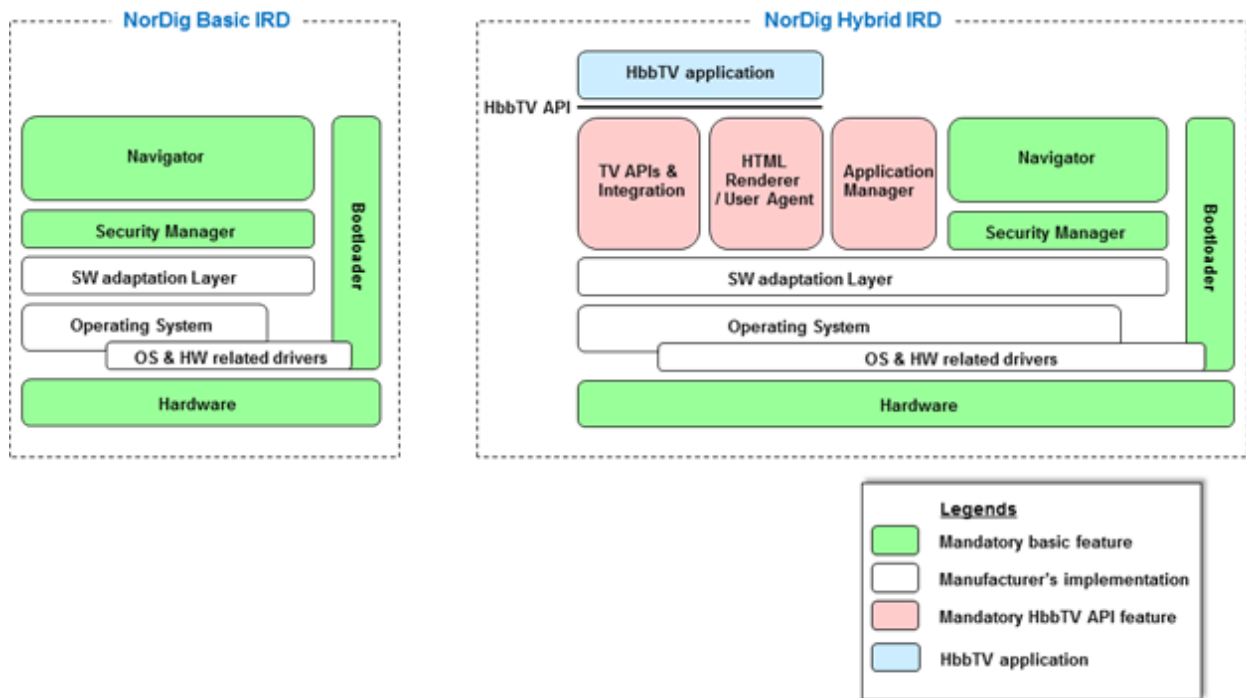 NorDig Basic IRD
Navigator
Security Manager
SW adaptation Layer
Operating System
OS & HW related drivers
Hardware
Bootloader
NorDig Hybrid IRD
HbbTV application
HbbTV API
TV APIs &
Integration
HTML
Renderer
/ User Agent
Application
Manager
Navigator
Security Manager
SW adaptation Layer
Operating System
OS & HW related drivers
Hardware
Bootloader
Legends
Mandatory basic feature
Manufacturer's implementation
Mandatory HbbTV API feature
HbbTV application